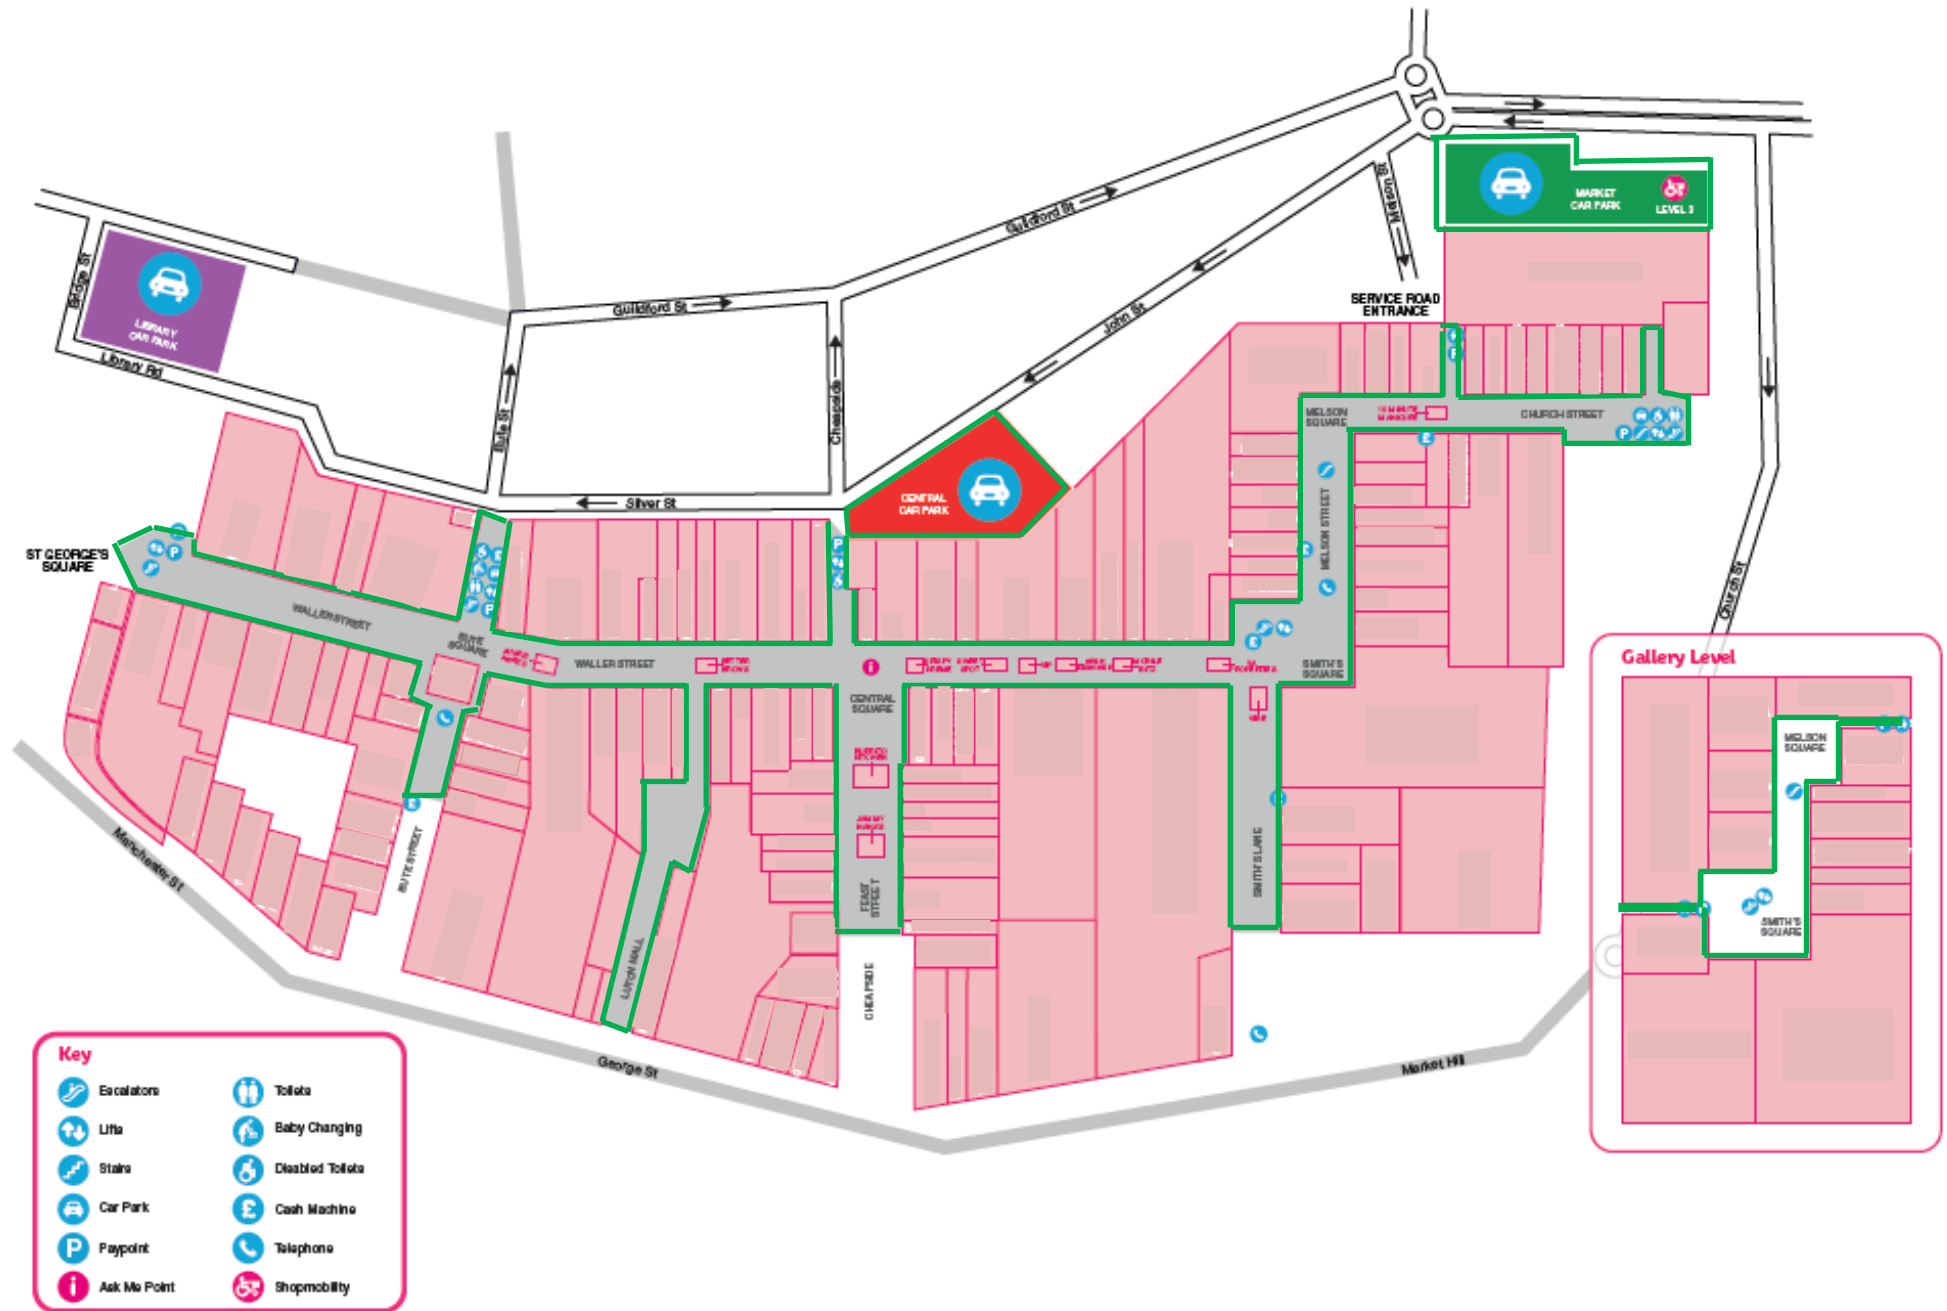 Guildford St
Mason St
MARKET
CAR PARK
LEVEL 3
Bridge St
LIBRARY
CAR PARK
Library Rd
SERVICE ROAD
ENTRANCE
Guildford St
John St
Bute St
Cheapside
Silver St
CENTRAL
CAR PARK
MELSON
SQUARE
CHURCH STREET
MELSON STREET
Church St
ST GEORGE'S
SQUARE
WALLER STREET
BUTE
SQUARE
WALLER STREET
SMITH'S
SQUARE
CENTRAL
SQUARE
FEAST
STREET
SMITH'S LANE
BUTE STREET
LUTON MALL
CHEAPSIDE
Manchester St
George St
Market Hill
Gallery Level
MELSON
SQUARE
SMITH'S
SQUARE
Key
Escalators
Lifts
Stairs
Car Park
Paypoint
Ask Me Point
Toilets
Baby Changing
Disabled Toilets
Cash Machine
Telephone
Shopmobility